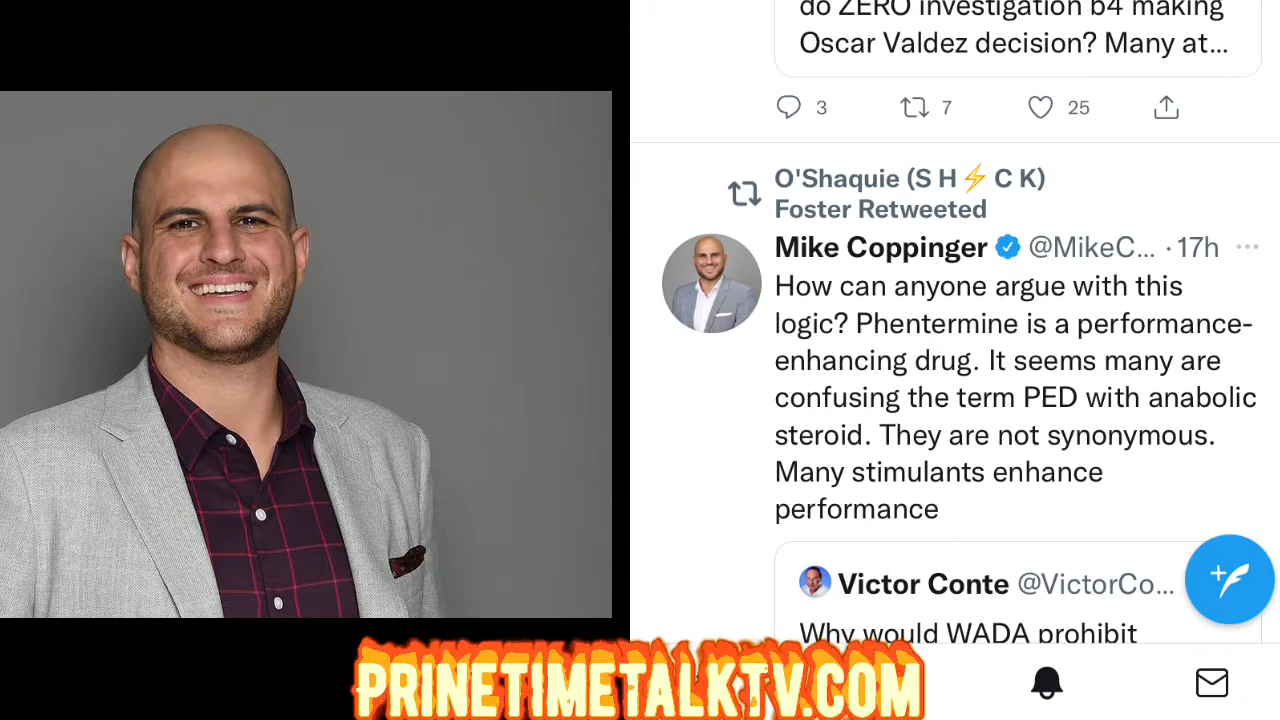 do ZERO investigation b4 making
Oscar Valdez decision? Many at...
3 7 25
O'Shaquie (S H⚡C K)
Foster Retweeted
Mike Coppinger @MikeC... · 17h
How can anyone argue with this
logic? Phentermine is a performance-
enhancing drug. It seems many are
confusing the term PED with anabolic
steroid. They are not synonymous.
Many stimulants enhance
performance
Victor Conte @VictorCo...
Why would WADA prohibit
PRINETIMETALKTV.COM